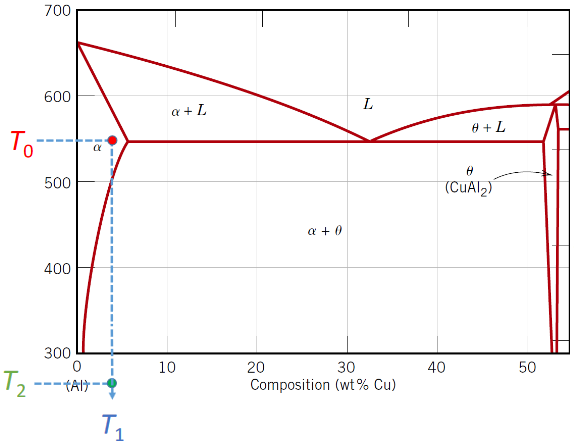 700
600
500
400
300
T₀
α
α + L
L
θ + L
θ
(CuAl₂)
α + θ
0 10 20 30 40 50
(Al) Composition (wt% Cu)
T₂
T₁